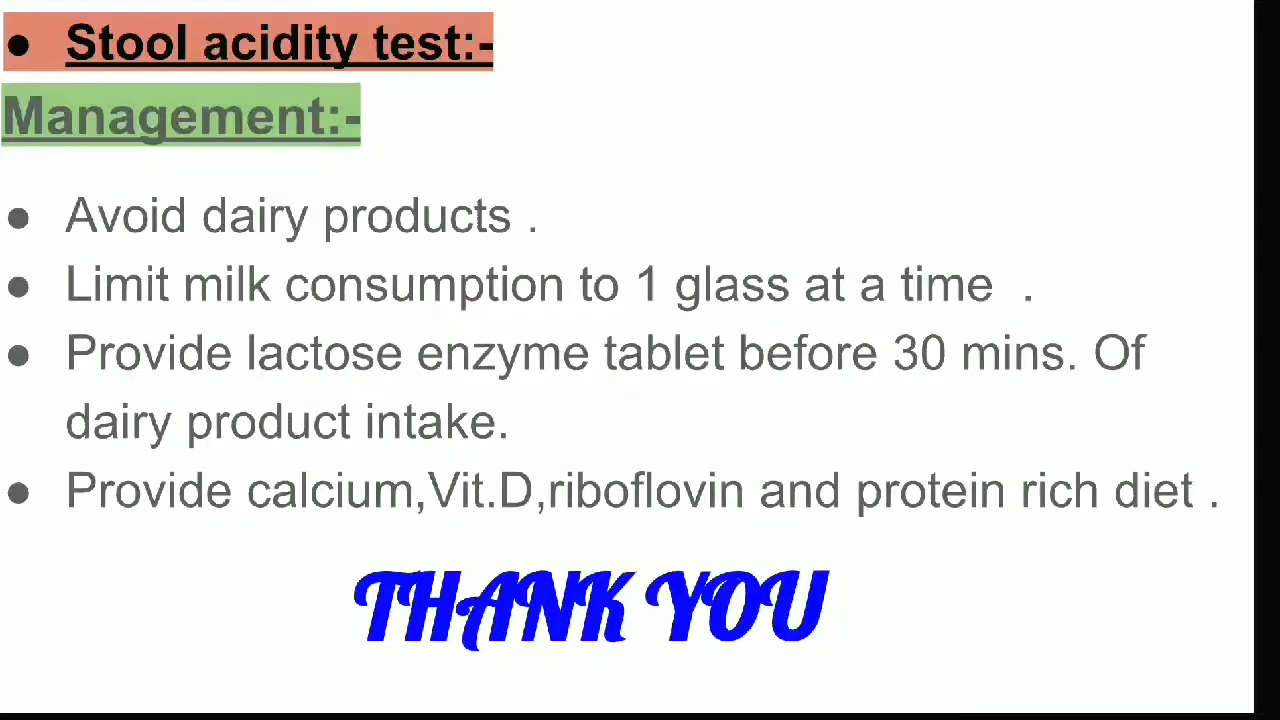 ● Stool acidity test:-
Management:-
● Avoid dairy products .
● Limit milk consumption to 1 glass at a time .
● Provide lactose enzyme tablet before 30 mins. Of
dairy product intake.
● Provide calcium,Vit.D,riboflovin and protein rich diet .
THANK YOU